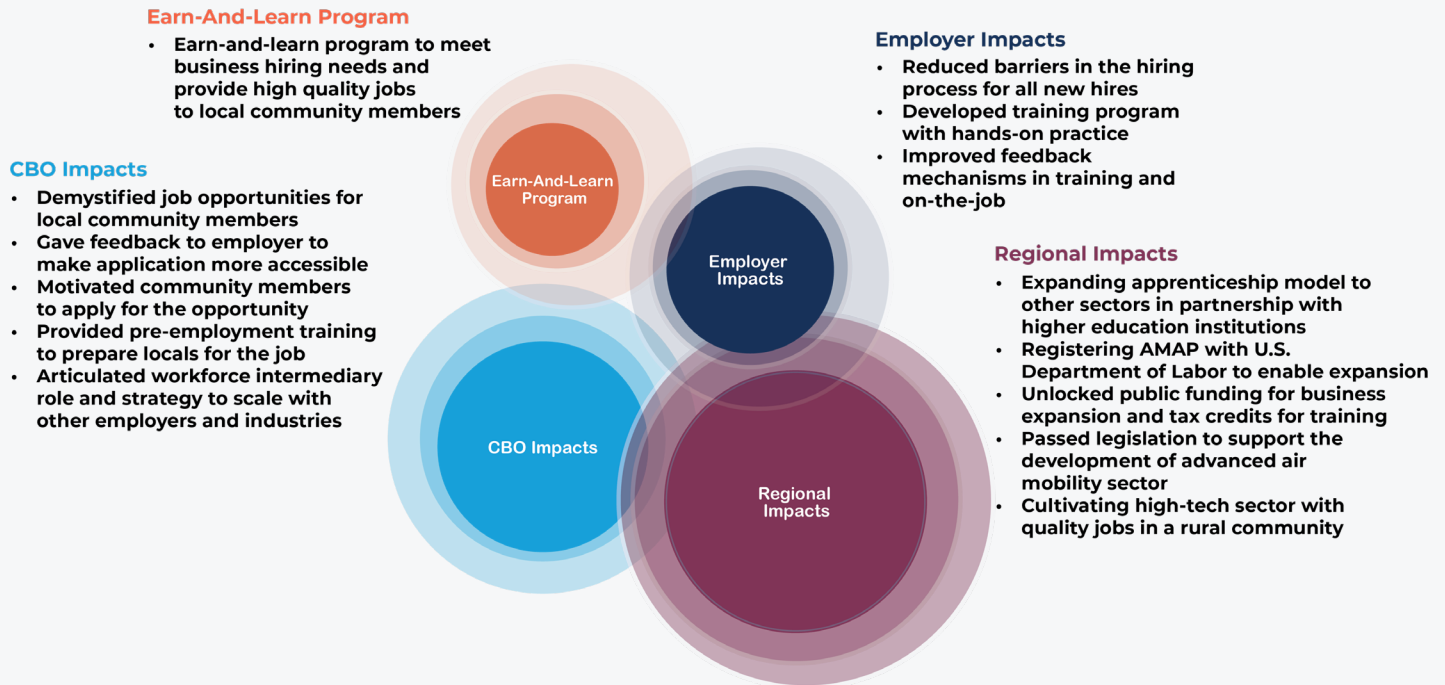 Earn-And-Learn Program
• Earn-and-learn program to meet
business hiring needs and
provide high quality jobs
to local community members
CBO Impacts
• Demystified job opportunities for
local community members
• Gave feedback to employer to
make application more accessible
• Motivated community members
to apply for the opportunity
• Provided pre-employment training
to prepare locals for the job
• Articulated workforce intermediary
role and strategy to scale with
other employers and industries
Earn-And-Learn
Program
Employer
Impacts
CBO Impacts
Regional
Impacts
Employer Impacts
• Reduced barriers in the hiring
process for all new hires
• Developed training program
with hands-on practice
• Improved feedback
mechanisms in training and
on-the-job
Regional Impacts
• Expanding apprenticeship model to
other sectors in partnership with
higher education institutions
• Registering AMAP with U.S.
Department of Labor to enable expansion
• Unlocked public funding for business
expansion and tax credits for training
• Passed legislation to support the
development of advanced air
mobility sector
• Cultivating high-tech sector with
quality jobs in a rural community